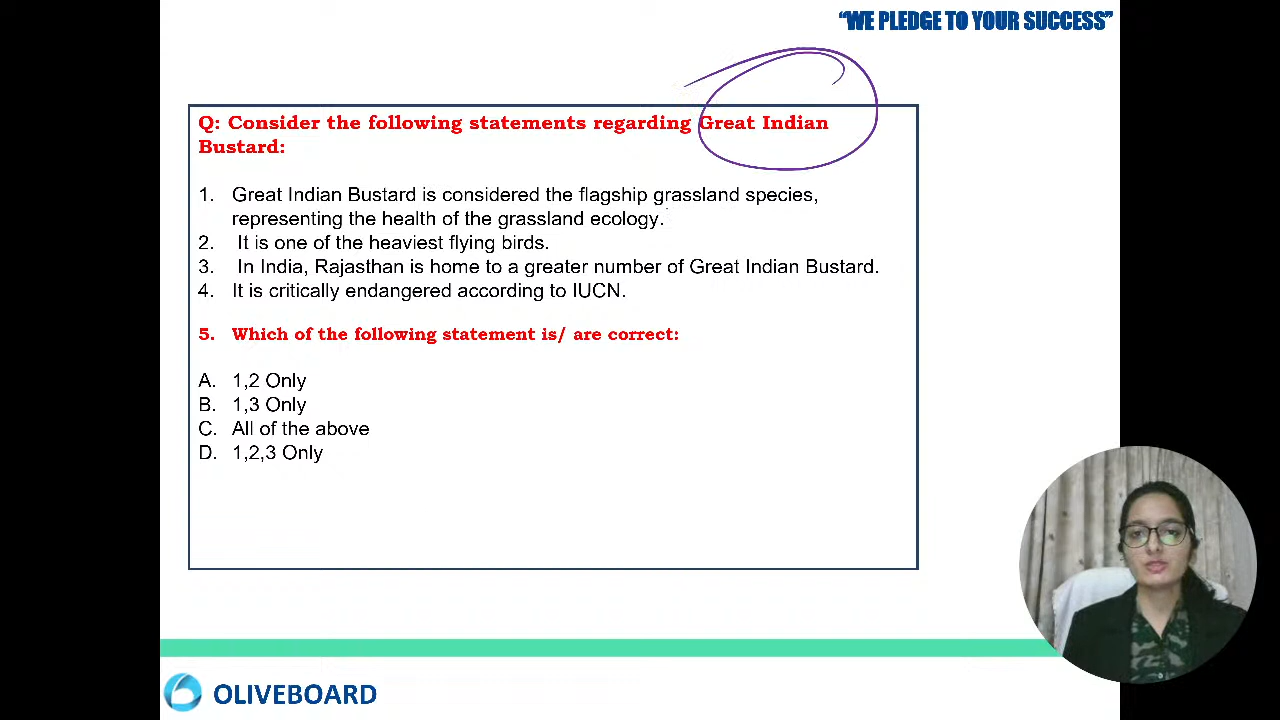 “WE PLEDGE TO YOUR SUCCESS”
Q: Consider the following statements regarding Great Indian
Bustard:
1. Great Indian Bustard is considered the flagship grassland species,
representing the health of the grassland ecology.
2. It is one of the heaviest flying birds.
3. In India, Rajasthan is home to a greater number of Great Indian Bustard.
4. It is critically endangered according to IUCN.
5. Which of the following statement is/ are correct:
A. 1,2 Only
B. 1,3 Only
C. All of the above
D. 1,2,3 Only
OLIVEBOARD